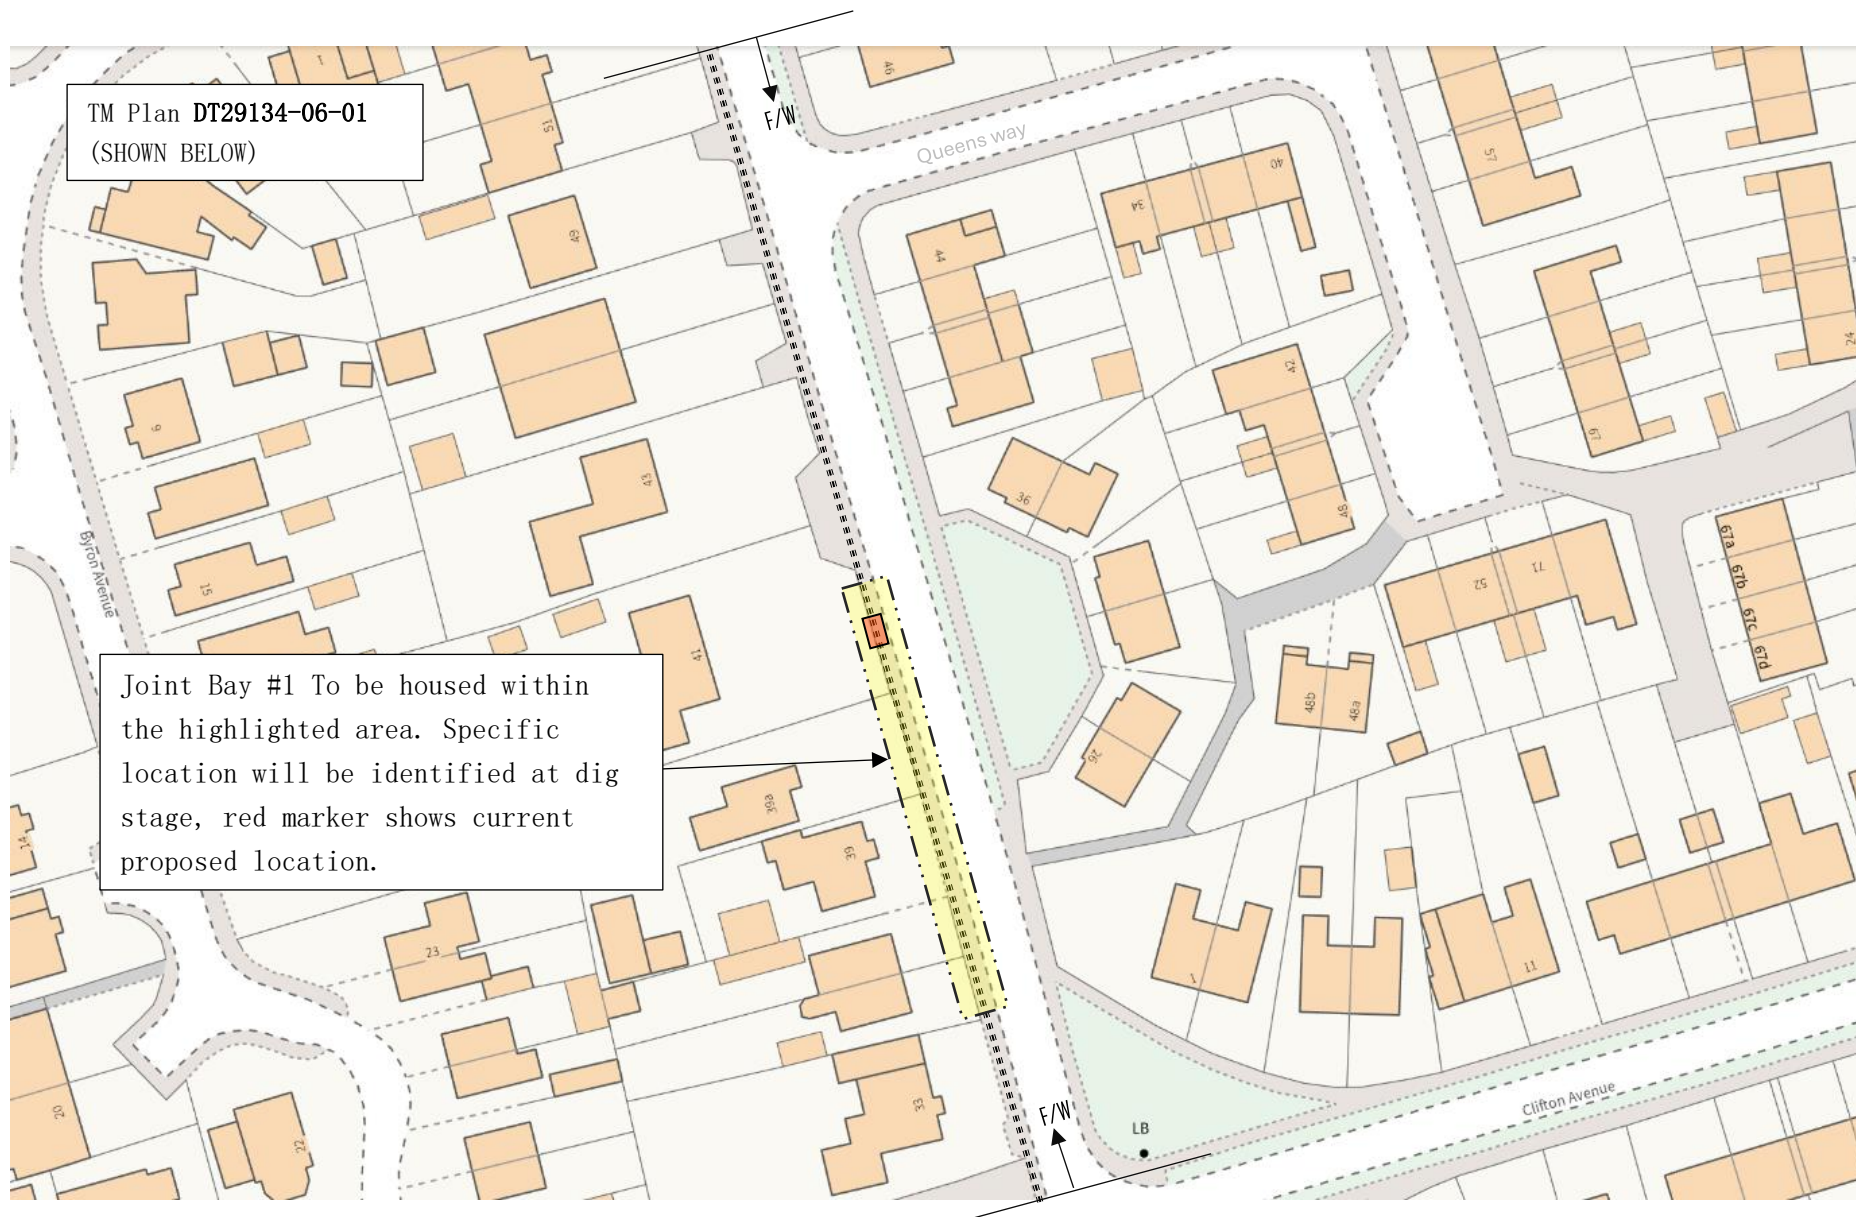 TM Plan DT29134-06-01
(SHOWN BELOW)
F/W
Queens way
1
51
46
40
34
57
49
44
42
24
6
43
36
67
48
15
Byron Avenue
41
52
71
67a
67b
67c
67d
Joint Bay #1 To be housed within
the highlighted area. Specific
location will be identified at dig
stage, red marker shows current
proposed location.
48b
48a
39a
39
14
23
1
11
20
22
33
F/W
LB
Clifton Avenue